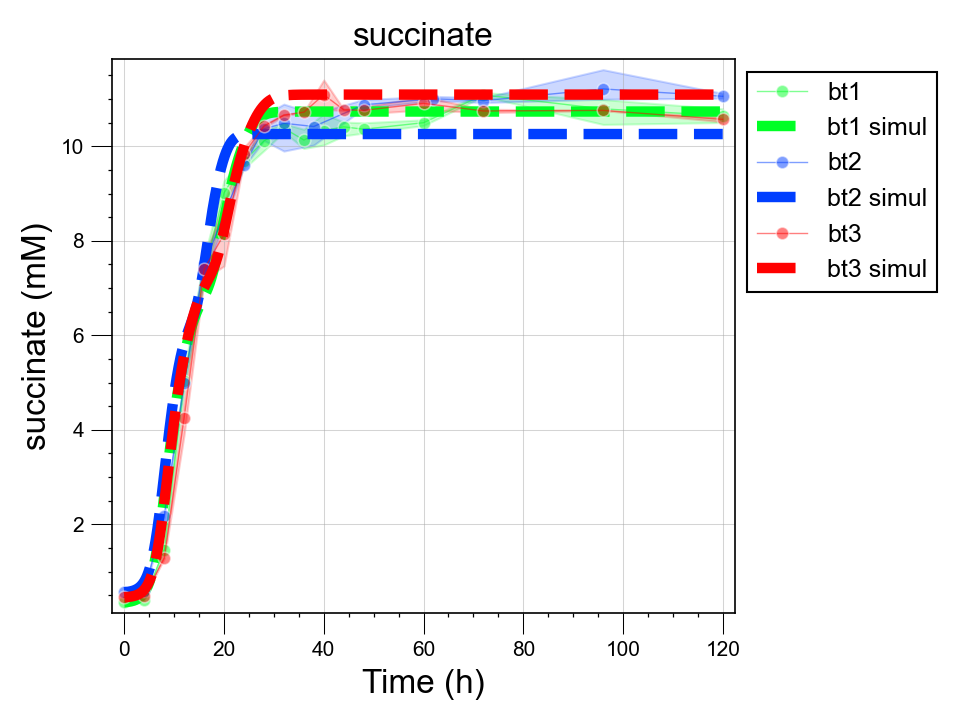 succinate
succinate (mM)
10
8
6
4
2
0
20
40
60
80
100
120
Time (h)
bt1
bt1 simul
bt2
bt2 simul
bt3
bt3 simul